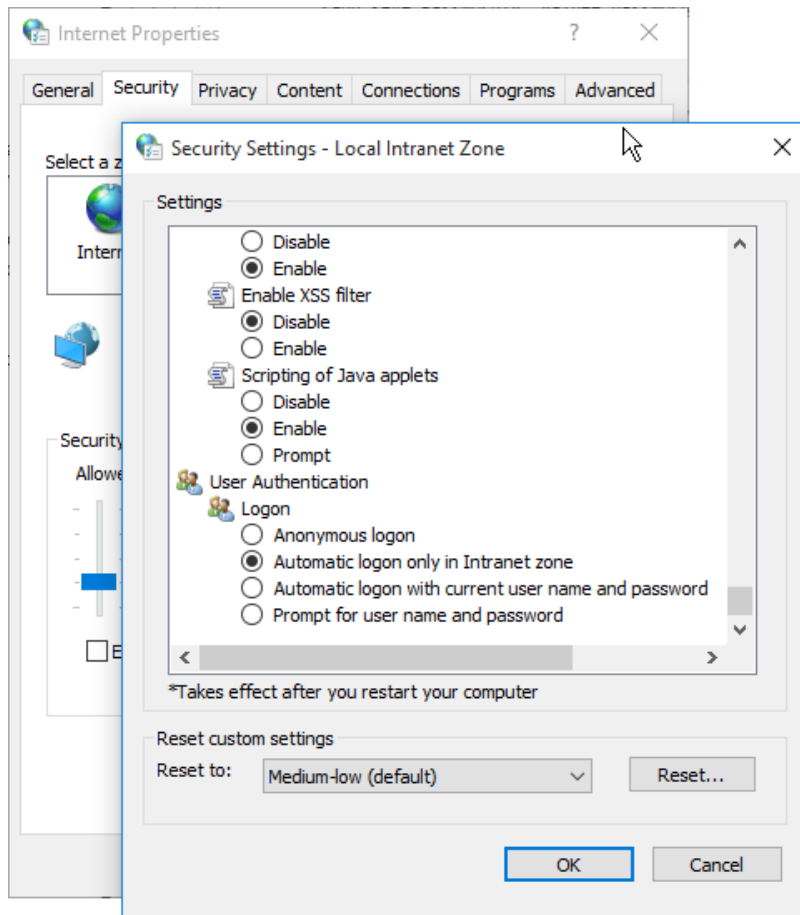 Internet Properties
General Security Privacy Content Connections Programs Advanced
Security Settings - Local Intranet Zone
Select a z
Settings
Intern
Disable
Enable
Enable XSS filter
Disable
Enable
Scripting of Java applets
Disable
Enable
Prompt
Security
Allowe
User Authentication
Logon
Anonymous logon
Automatic logon only in Intranet zone
Automatic logon with current user name and password
Prompt for user name and password
E
*Takes effect after you restart your computer
Reset custom settings
Reset to: Medium-low (default) Reset...
OK Cancel